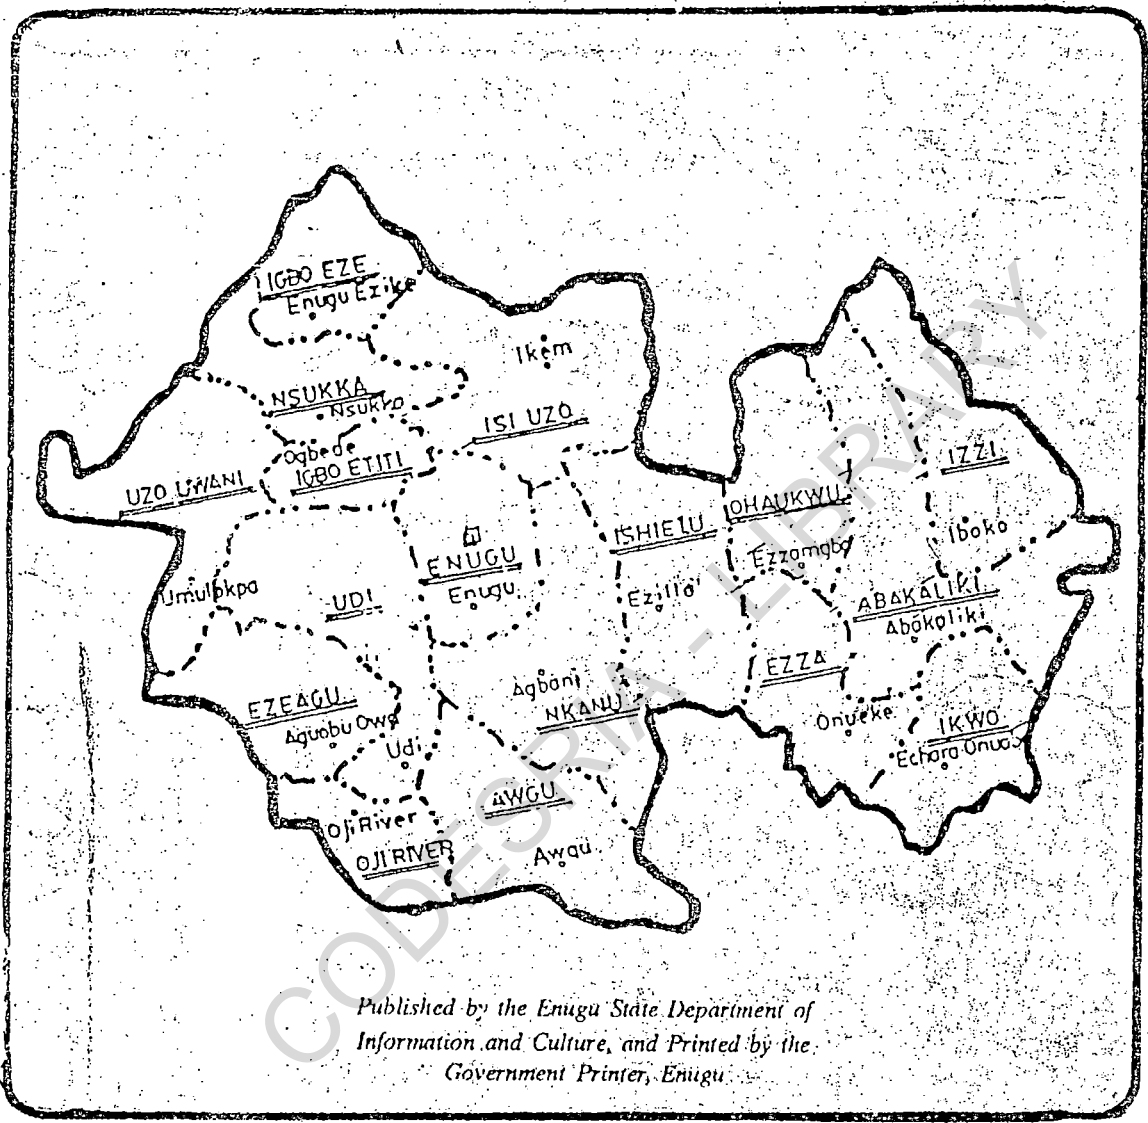 IGBO EZE
Enugu Ezike
Ikem
NSUKKA
Nsukka
ISI UZO
Ogbede
IGBO ETITI
UZO UWANI
IZZI
OHAUKWU
ISHIELU
Iboko
ENUGU
Enugu
Ezzamgbo
Ezillo
Umulokpa
UDI
ABAKALIKI
Abakaliki
EZZA
Agbani
NKANU
EZEAGU
Aguobu Owa
Onueke
IKWO
Echara Onu
Udi
AWGU
Oji River
OJI RIVER
Awgu
CODESRIA - LIBRARY
Published by the Enugu State Department of
Information and Culture, and Printed by the
Government Printer, Enugu